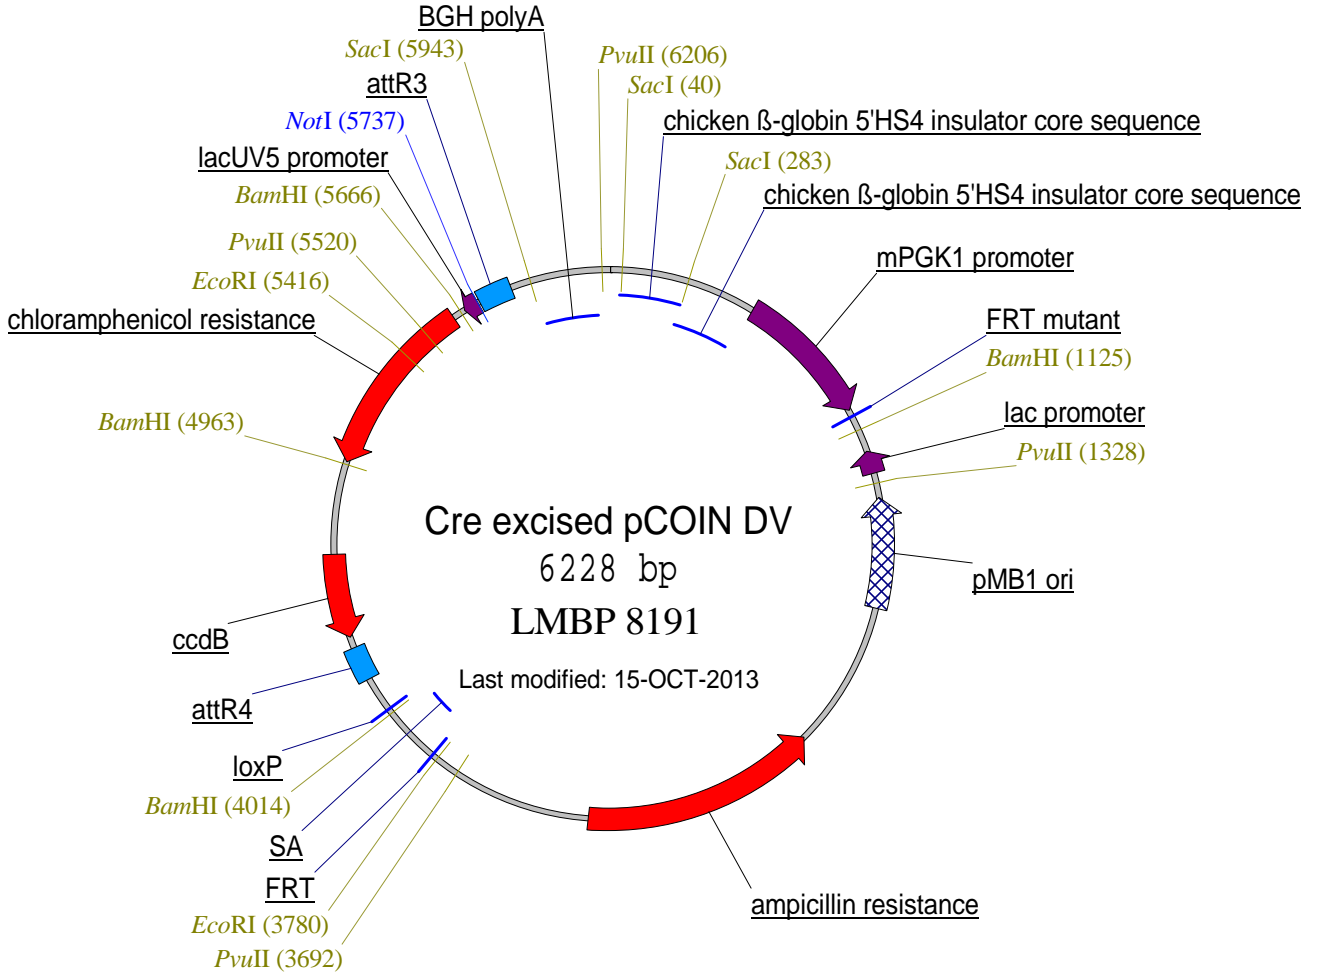 BGH polyA
SacI (5943)
PvuII (6206)
attR3
SacI (40)
NotI (5737)
chicken ß-globin 5'HS4 insulator core sequence
lacUV5 promoter
SacI (283)
BamHI (5666)
chicken ß-globin 5'HS4 insulator core sequence
PvuII (5520)
mPGK1 promoter
EcoRI (5416)
chloramphenicol resistance
FRT mutant
BamHI (1125)
BamHI (4963)
lac promoter
PvuII (1328)
Cre excised pCOIN DV
6228 bp
pMB1 ori
LMBP 8191
ccdB
Last modified: 15-OCT-2013
attR4
loxP
BamHI (4014)
SA
FRT
ampicillin resistance
EcoRI (3780)
PvuII (3692)